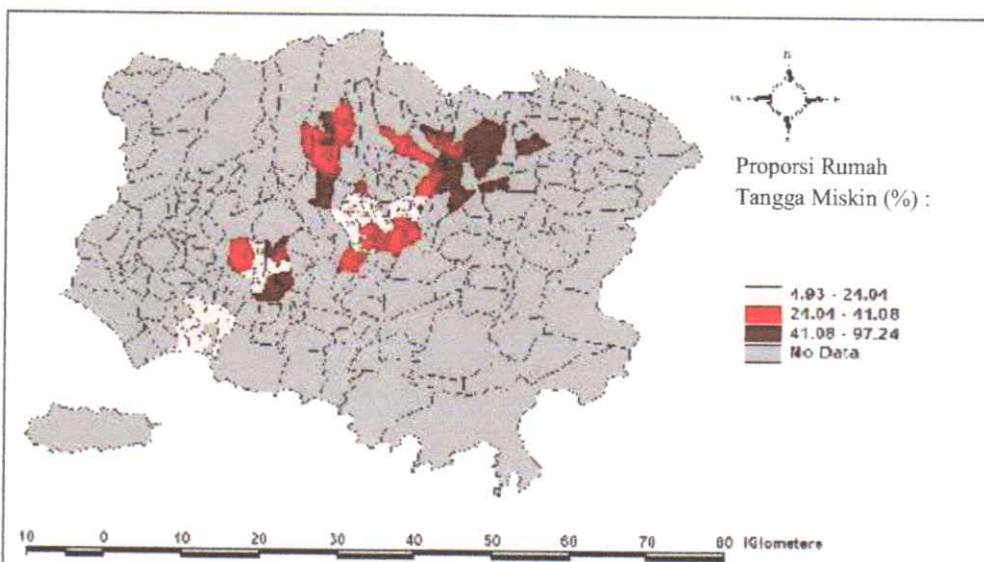 Proporsi Rumah
Tangga Miskin (%) :
4.93 - 24.04
24.04 - 41.08
41.08 - 97.24
No Data
10 0 10 20 30 40 50 60 70 80 Kilometers